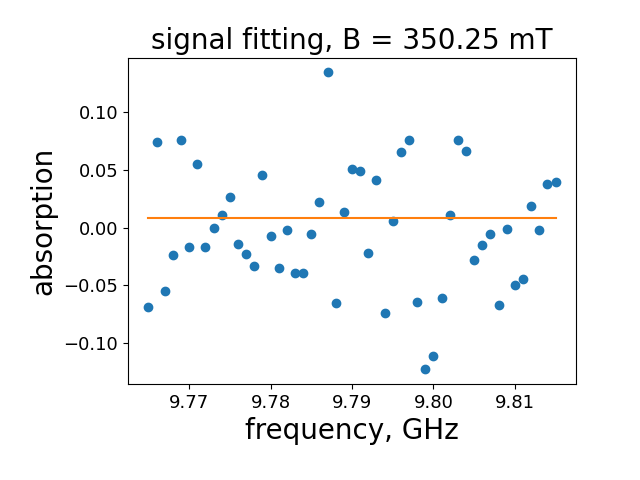 signal fitting, B = 350.25 mT
absorption
0.10
0.05
0.00
−0.05
−0.10
9.77 9.78 9.79 9.80 9.81
frequency, GHz